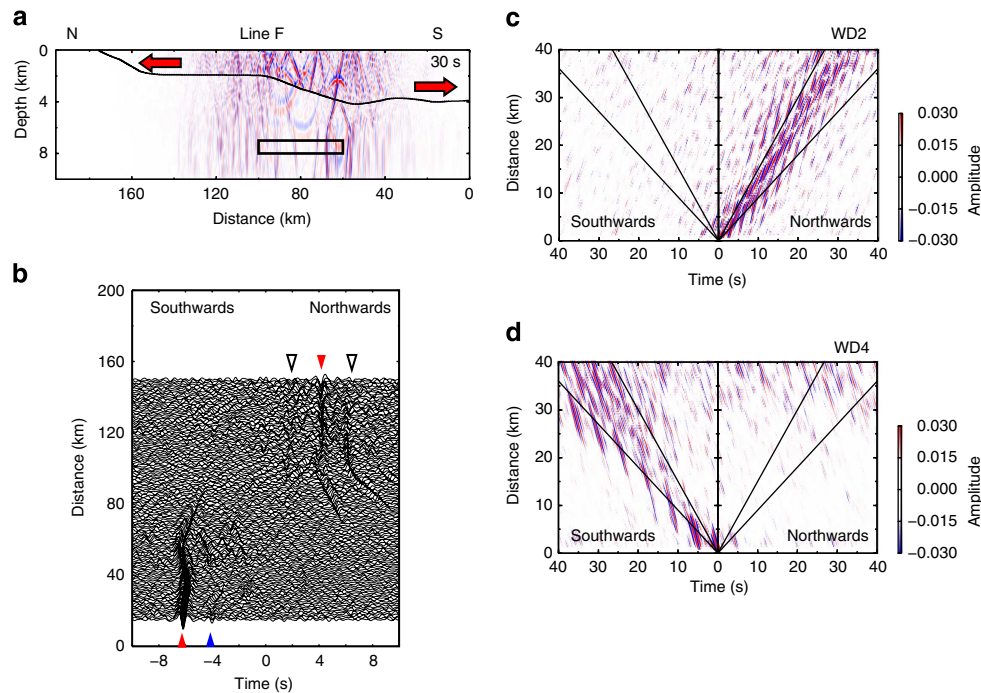 a
N Line F S
30 s
0
4
8
Depth (km)
160 120 80 40 0
Distance (km)
b
200
160
120
80
40
0
Distance (km)
Southwards Northwards
−8 −4 0 4 8
Time (s)
c
WD2
40
30
20
10
0
Distance (km)
Southwards Northwards
40 30 20 10 0 10 20 30 40
Time (s)
0.030
0.015
0.000
−0.015
−0.030
Amplitude
d
WD4
40
30
20
10
0
Distance (km)
Southwards Northwards
40 30 20 10 0 10 20 30 40
Time (s)
0.030
0.015
0.000
−0.015
−0.030
Amplitude